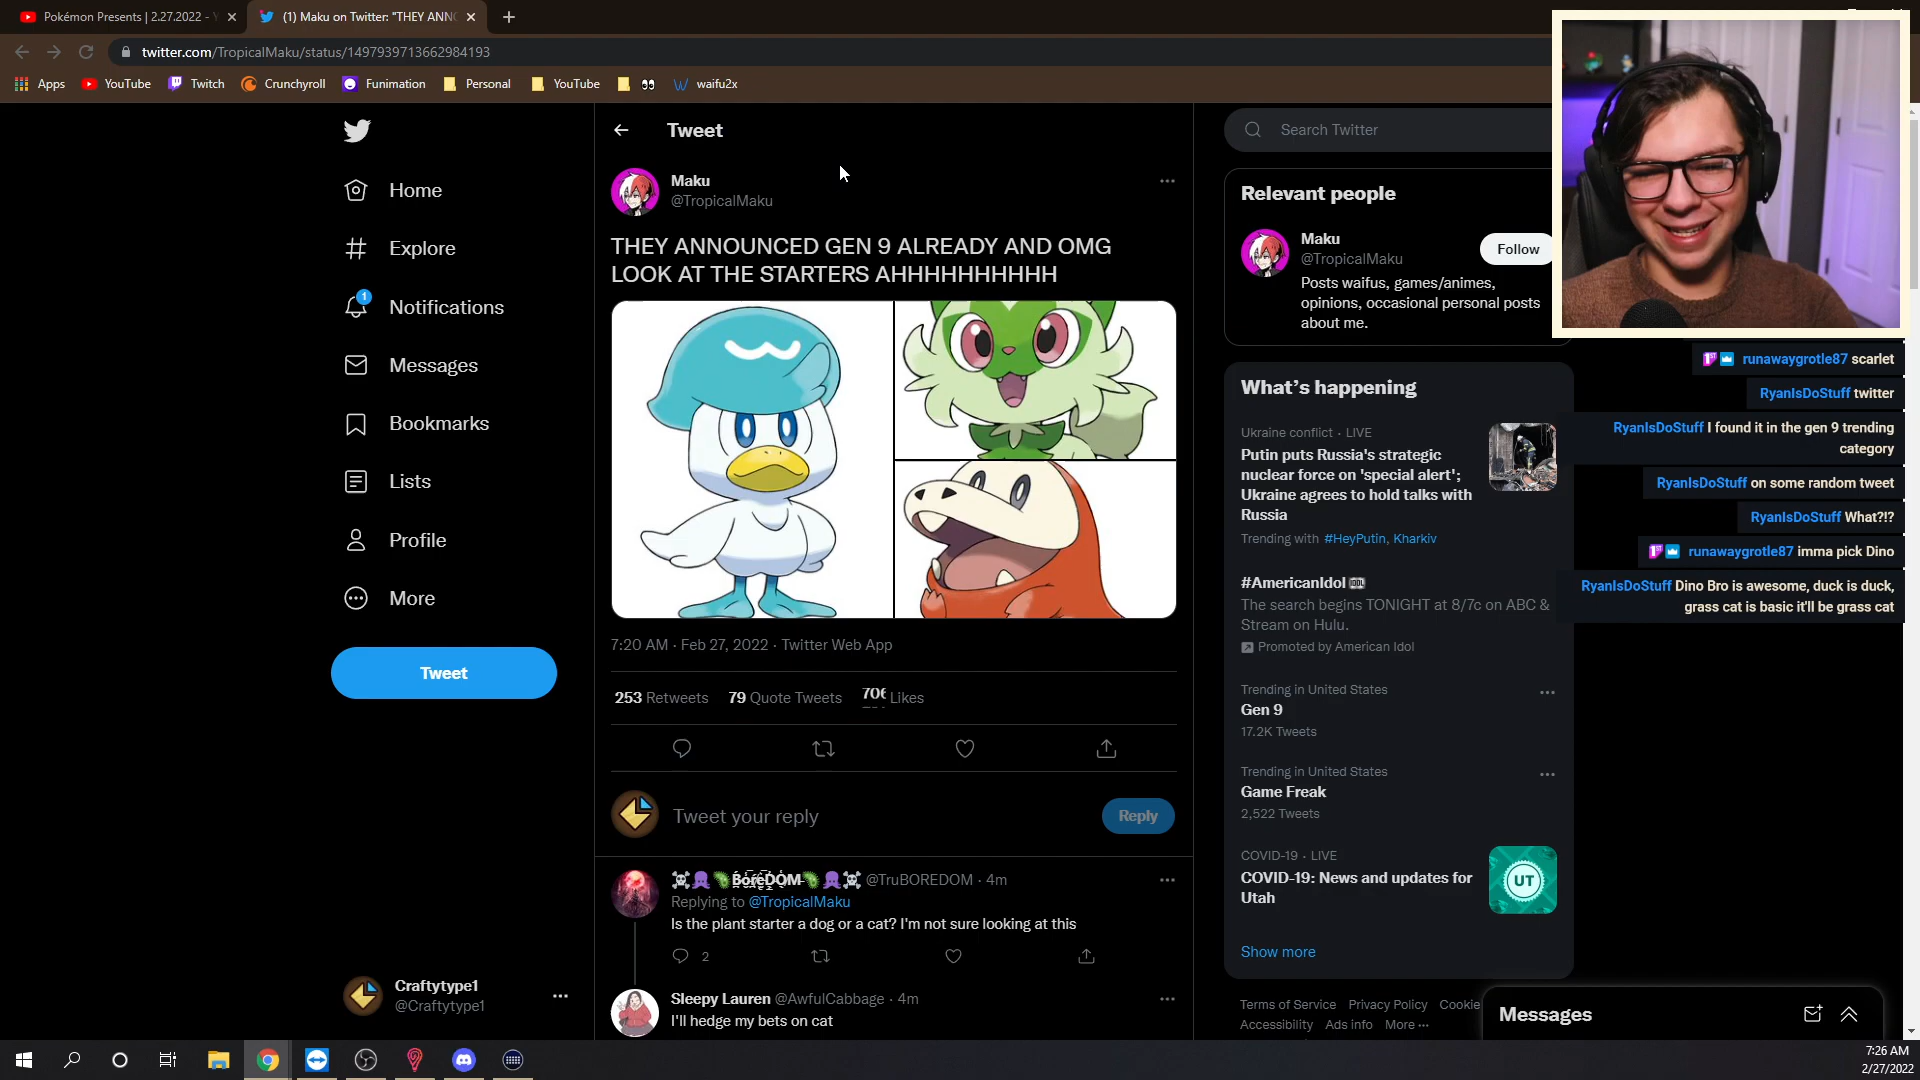 Pokémon Presents | 2.27.2022 -
(1) Maku on Twitter: "THEY ANNC
twitter.com/TropicalMaku/status/1497939713662984193
Apps YouTube Twitch Crunchyroll Funimation Personal YouTube 👀 waifu2x
Tweet
Search Twitter
Maku
@TropicalMaku
THEY ANNOUNCED GEN 9 ALREADY AND OMG
LOOK AT THE STARTERS AHHHHHHHHHH
7:20 AM · Feb 27, 2022 · Twitter Web App
253 Retweets 79 Quote Tweets 706 Likes
Tweet your reply
Reply
☠️ BoreDOM ☠️ @TruBOREDOM · 4m
Replying to @TropicalMaku
Is the plant starter a dog or a cat? I'm not sure looking at this
2
Sleepy Lauren @AwfulCabbage · 4m
I'll hedge my bets on cat
Home
Explore
1
Notifications
Messages
Bookmarks
Lists
Profile
More
Tweet
Craftytype1
@Craftytype1
Relevant people
Maku
@TropicalMaku
Follow
Posts waifus, games/animes,
opinions, occasional personal posts
about me.
What's happening
Ukraine conflict · LIVE
Putin puts Russia's strategic
nuclear force on 'special alert';
Ukraine agrees to hold talks with
Russia
Trending with #HeyPutin, Kharkiv
#AmericanIdol
The search begins TONIGHT at 8/7c on ABC &
Stream on Hulu.
Promoted by American Idol
Trending in United States
Gen 9
17.2K Tweets
Trending in United States
Game Freak
2,522 Tweets
COVID-19 · LIVE
COVID-19: News and updates for
Utah
UT
Show more
Terms of Service Privacy Policy Cookie
Accessibility Ads info More ···
Messages
runawaygrotle87 scarlet
RyanIsDoStuff twitter
RyanIsDoStuff I found it in the gen 9 trending
category
RyanIsDoStuff on some random tweet
RyanIsDoStuff What?!?
runawaygrotle87 imma pick Dino
RyanIsDoStuff Dino Bro is awesome, duck is duck,
grass cat is basic it'll be grass cat
7:26 AM
2/27/2022